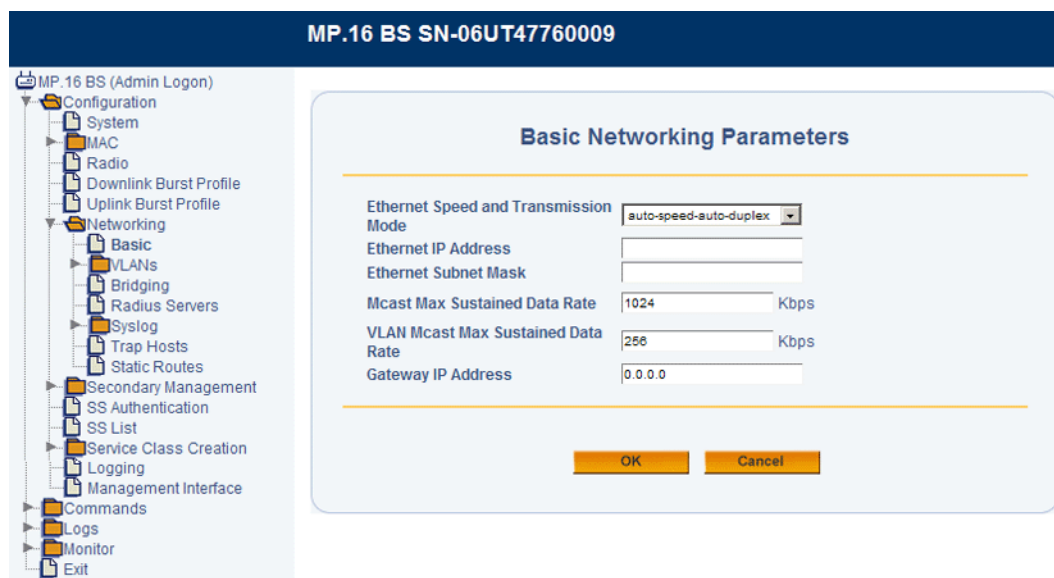 MP.16 BS SN-06UT47760009
MP.16 BS (Admin Logon)
Configuration
System
MAC
Radio
Downlink Burst Profile
Uplink Burst Profile
Networking
Basic
VLANs
Bridging
Radius Servers
Syslog
Trap Hosts
Static Routes
Secondary Management
SS Authentication
SS List
Service Class Creation
Logging
Management Interface
Commands
Logs
Monitor
Exit
Basic Networking Parameters
Ethernet Speed and Transmission
Mode
auto-speed-auto-duplex
Ethernet IP Address
Ethernet Subnet Mask
Mcast Max Sustained Data Rate
1024
Kbps
VLAN Mcast Max Sustained Data
Rate
256
Kbps
Gateway IP Address
0.0.0.0
OK
Cancel